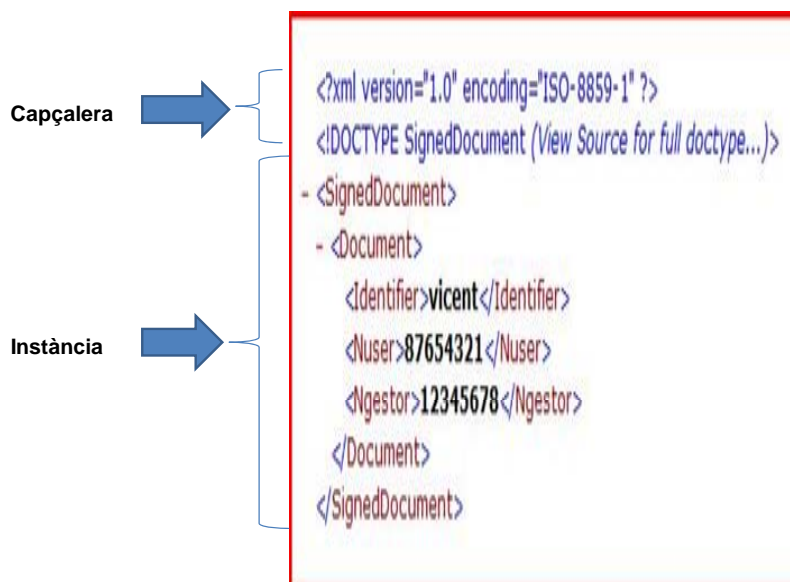 Capçalera
<?xml version="1.0" encoding="ISO-8859-1" ?>
<!DOCTYPE SignedDocument (View Source for full doctype...)>
- <SignedDocument>
- <Document>
<Identifier>vicent</Identifier>
Instància
<Nuser>87654321</Nuser>
<Ngestor>12345678</Ngestor>
</Document>
</SignedDocument>